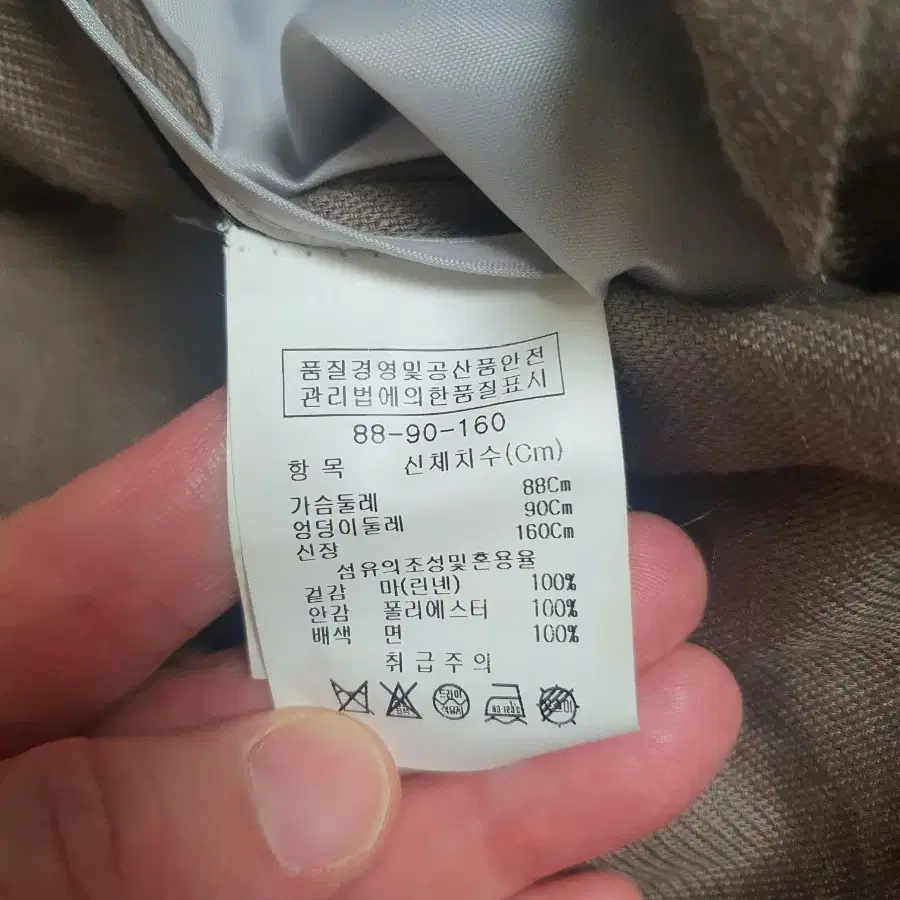 품질경영및공산품안전
관리법에의한품질표시
88-90-160
항 목 신체치수(Cm)
가슴둘레 88Cm
엉덩이둘레 90Cm
신장 160Cm
섬유의조성및혼용율
겉감 마(린넨) 100%
안감 폴리에스터 100%
배색 면 100%
취급주의
드라이